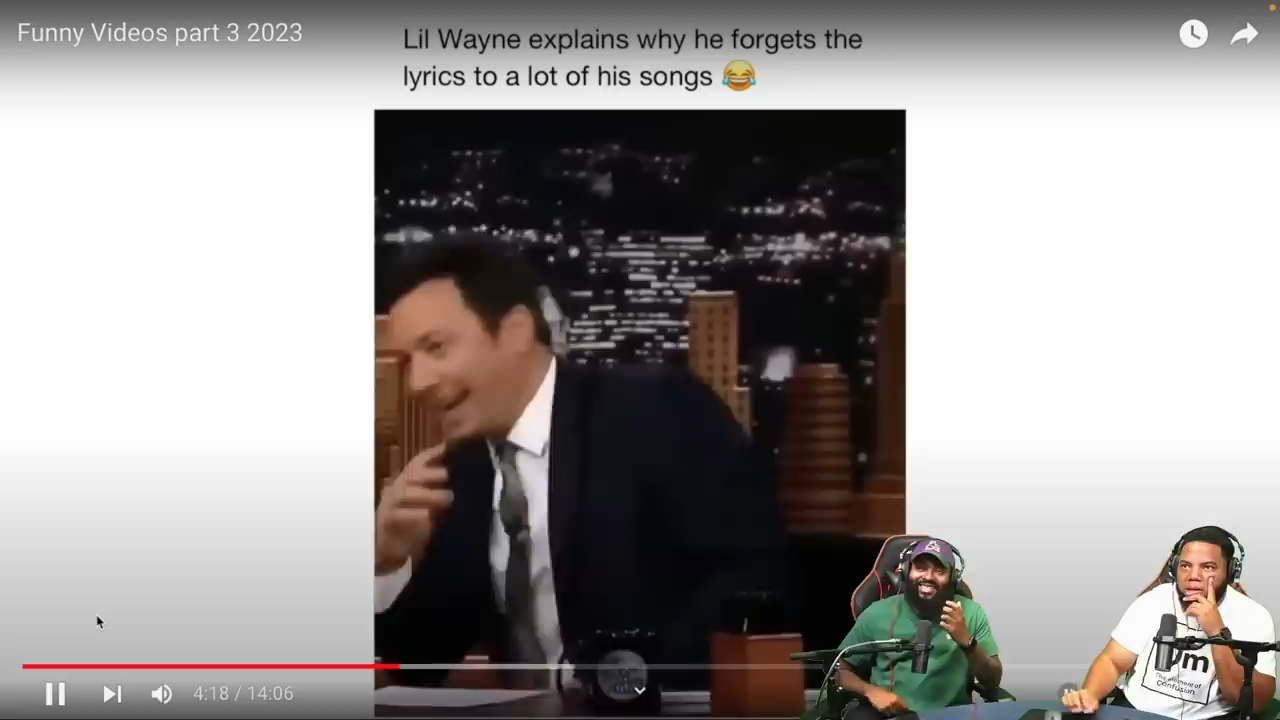 Funny Videos part 3 2023
Lil Wayne explains why he forgets the
lyrics to a lot of his songs 😂
4:18 / 14:06
Confusion